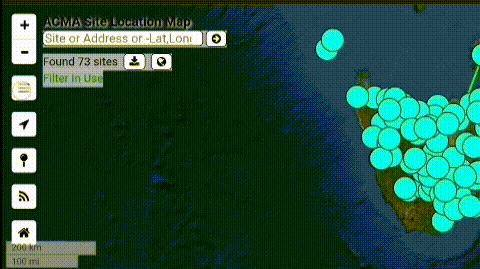 ACMA Site Location Map
Site or Address or -Lat,Lon
Found 73 sites
Filter In Use
200 km
100 mi